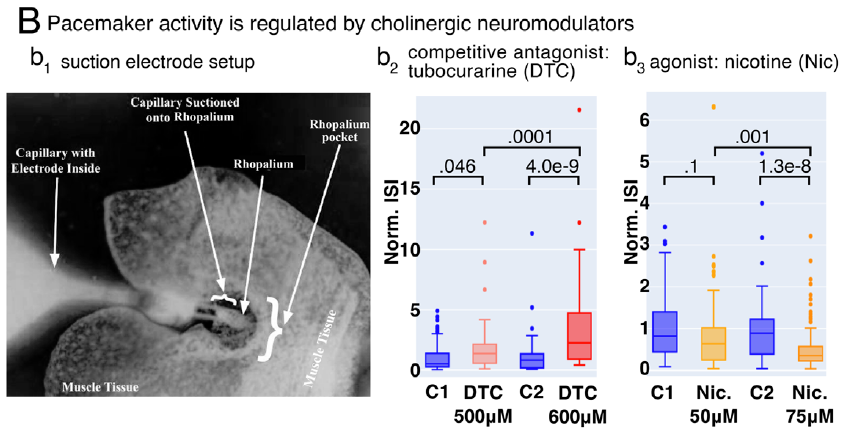 B Pacemaker activity is regulated by cholinergic neuromodulators
b1 suction electrode setup
Capillary Suctioned
onto Rhopalium
Rhopalium
pocket
Capillary with
Electrode Inside
Rhopalium
Muscle Tissue
Muscle Tissue
b2 competitive antagonist:
tubocurarine (DTC)
Norm. ISI
20
15
10
5
0
.0001
.046
4.0e-9
C1 DTC C2 DTC
500µM 600µM
b3 agonist: nicotine (Nic)
Norm. ISI
6
5
4
3
2
1
0
.001
.1
1.3e-8
C1 Nic. C2 Nic.
50µM 75µM